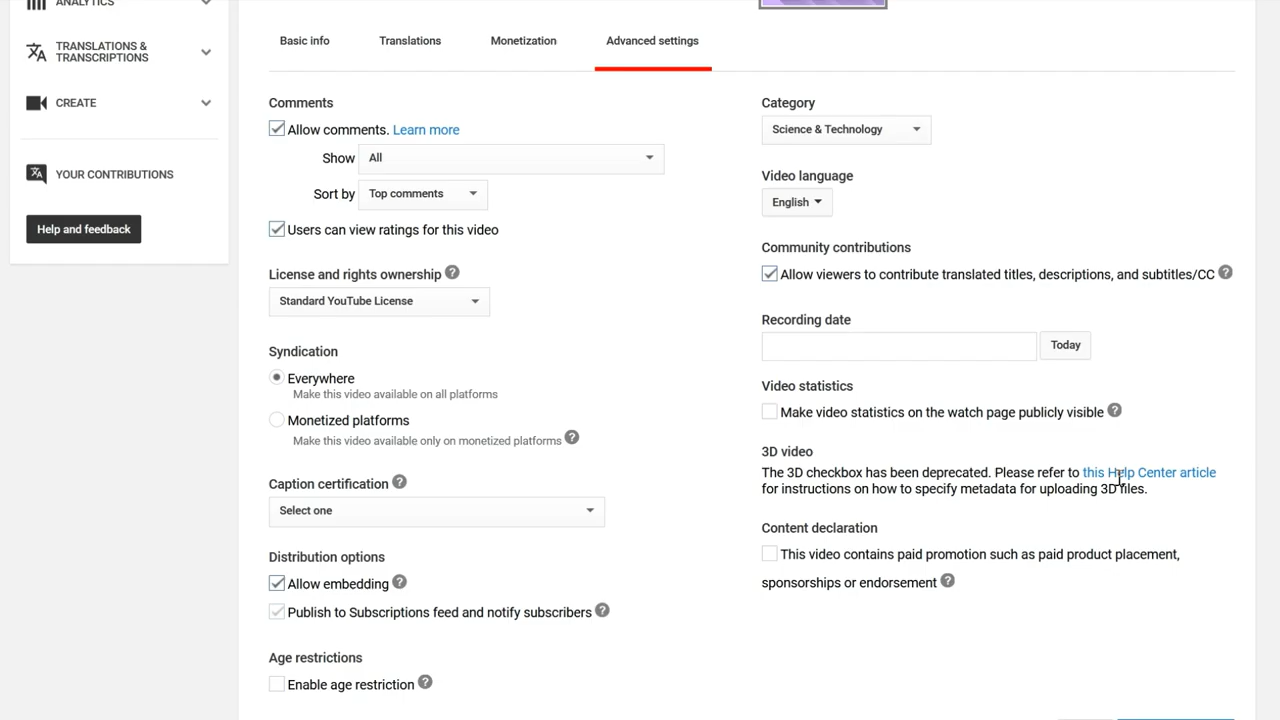 ANALYTICS
TRANSLATIONS &
TRANSCRIPTIONS
CREATE
YOUR CONTRIBUTIONS
Help and feedback
Basic info
Translations
Monetization
Advanced settings
Comments
Allow comments. Learn more
Show All
Sort by Top comments
Users can view ratings for this video
License and rights ownership ?
Standard YouTube License
Syndication
Everywhere
Make this video available on all platforms
Monetized platforms
Make this video available only on monetized platforms ?
Caption certification ?
Select one
Distribution options
Allow embedding ?
Publish to Subscriptions feed and notify subscribers ?
Age restrictions
Enable age restriction ?
Category
Science & Technology
Video language
English
Community contributions
Allow viewers to contribute translated titles, descriptions, and subtitles/CC ?
Recording date
Today
Video statistics
Make video statistics on the watch page publicly visible ?
3D video
The 3D checkbox has been deprecated. Please refer to this Help Center article
for instructions on how to specify metadata for uploading 3D files.
Content declaration
This video contains paid promotion such as paid product placement,
sponsorships or endorsement ?